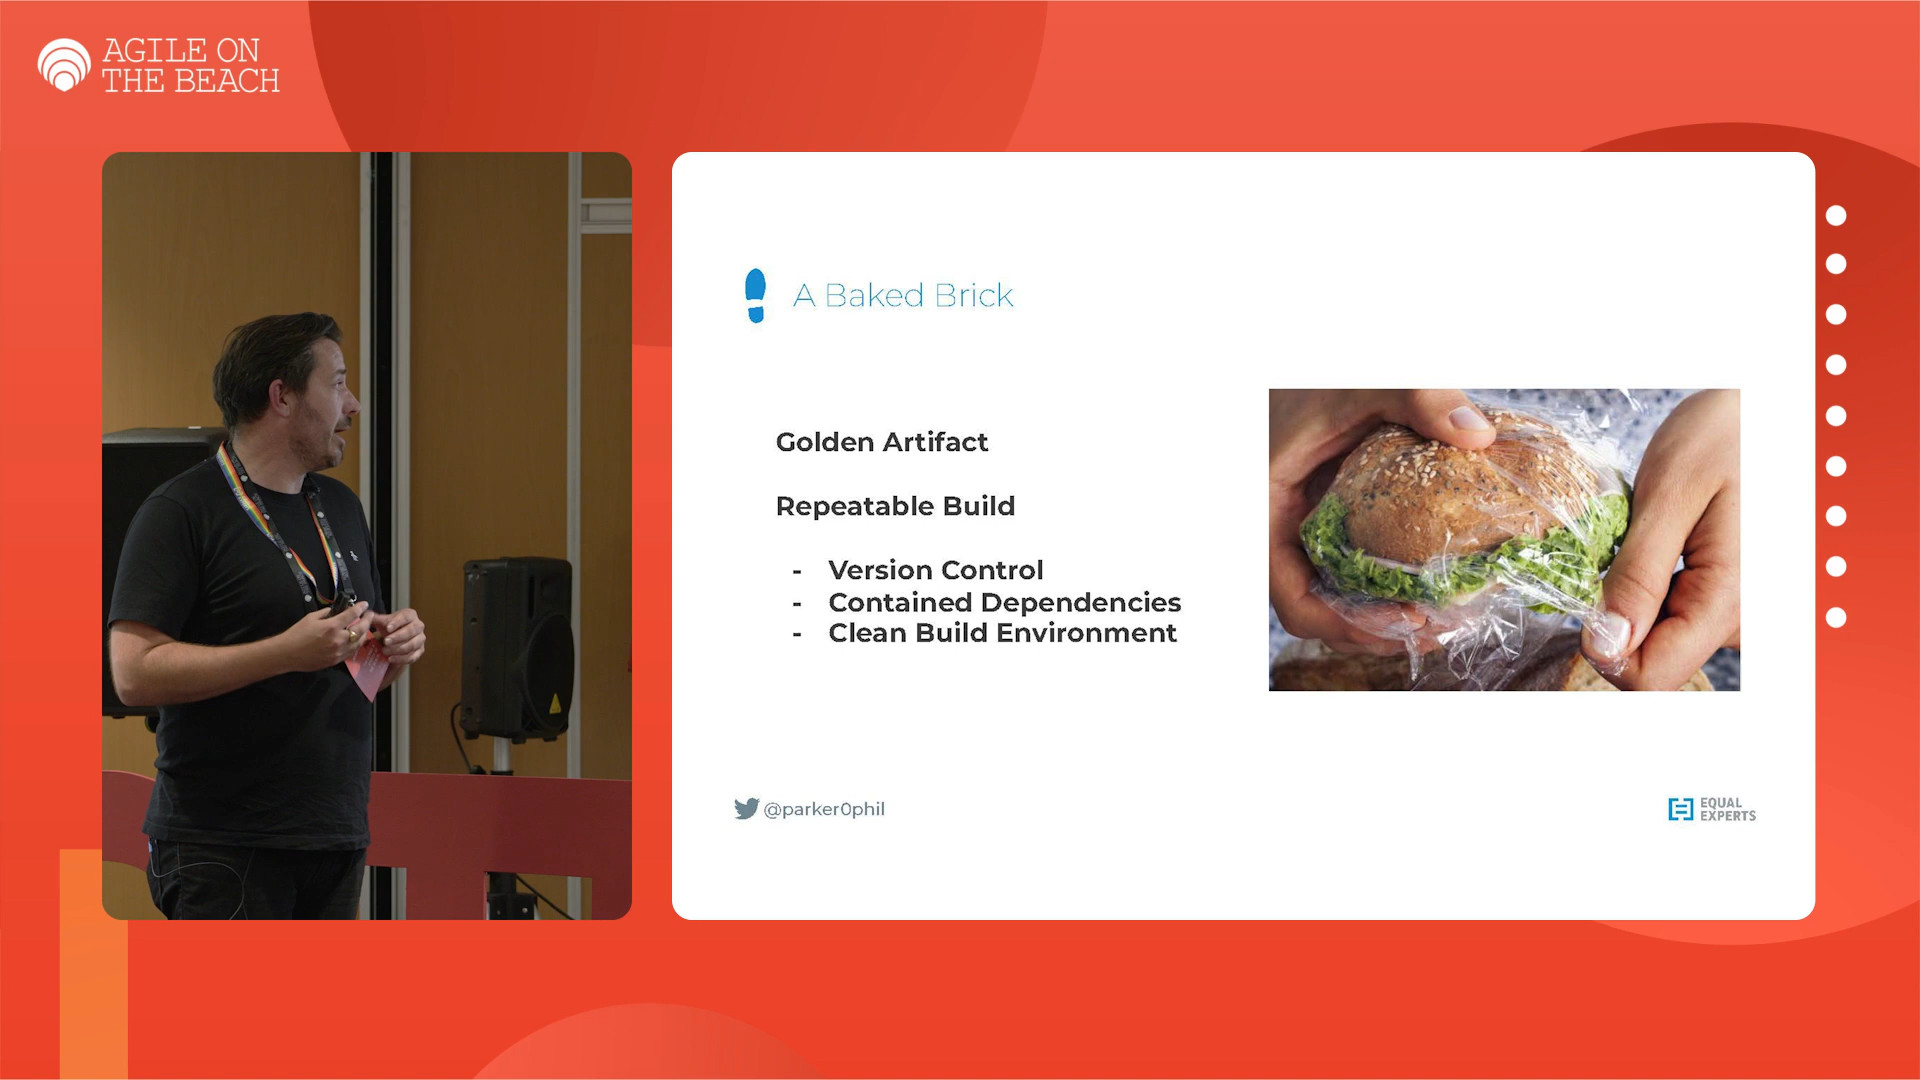 AGILE ON
THE BEACH
A Baked Brick
Golden Artifact
Repeatable Build
- Version Control
- Contained Dependencies
- Clean Build Environment
@parker0phil
EQUAL
EXPERTS